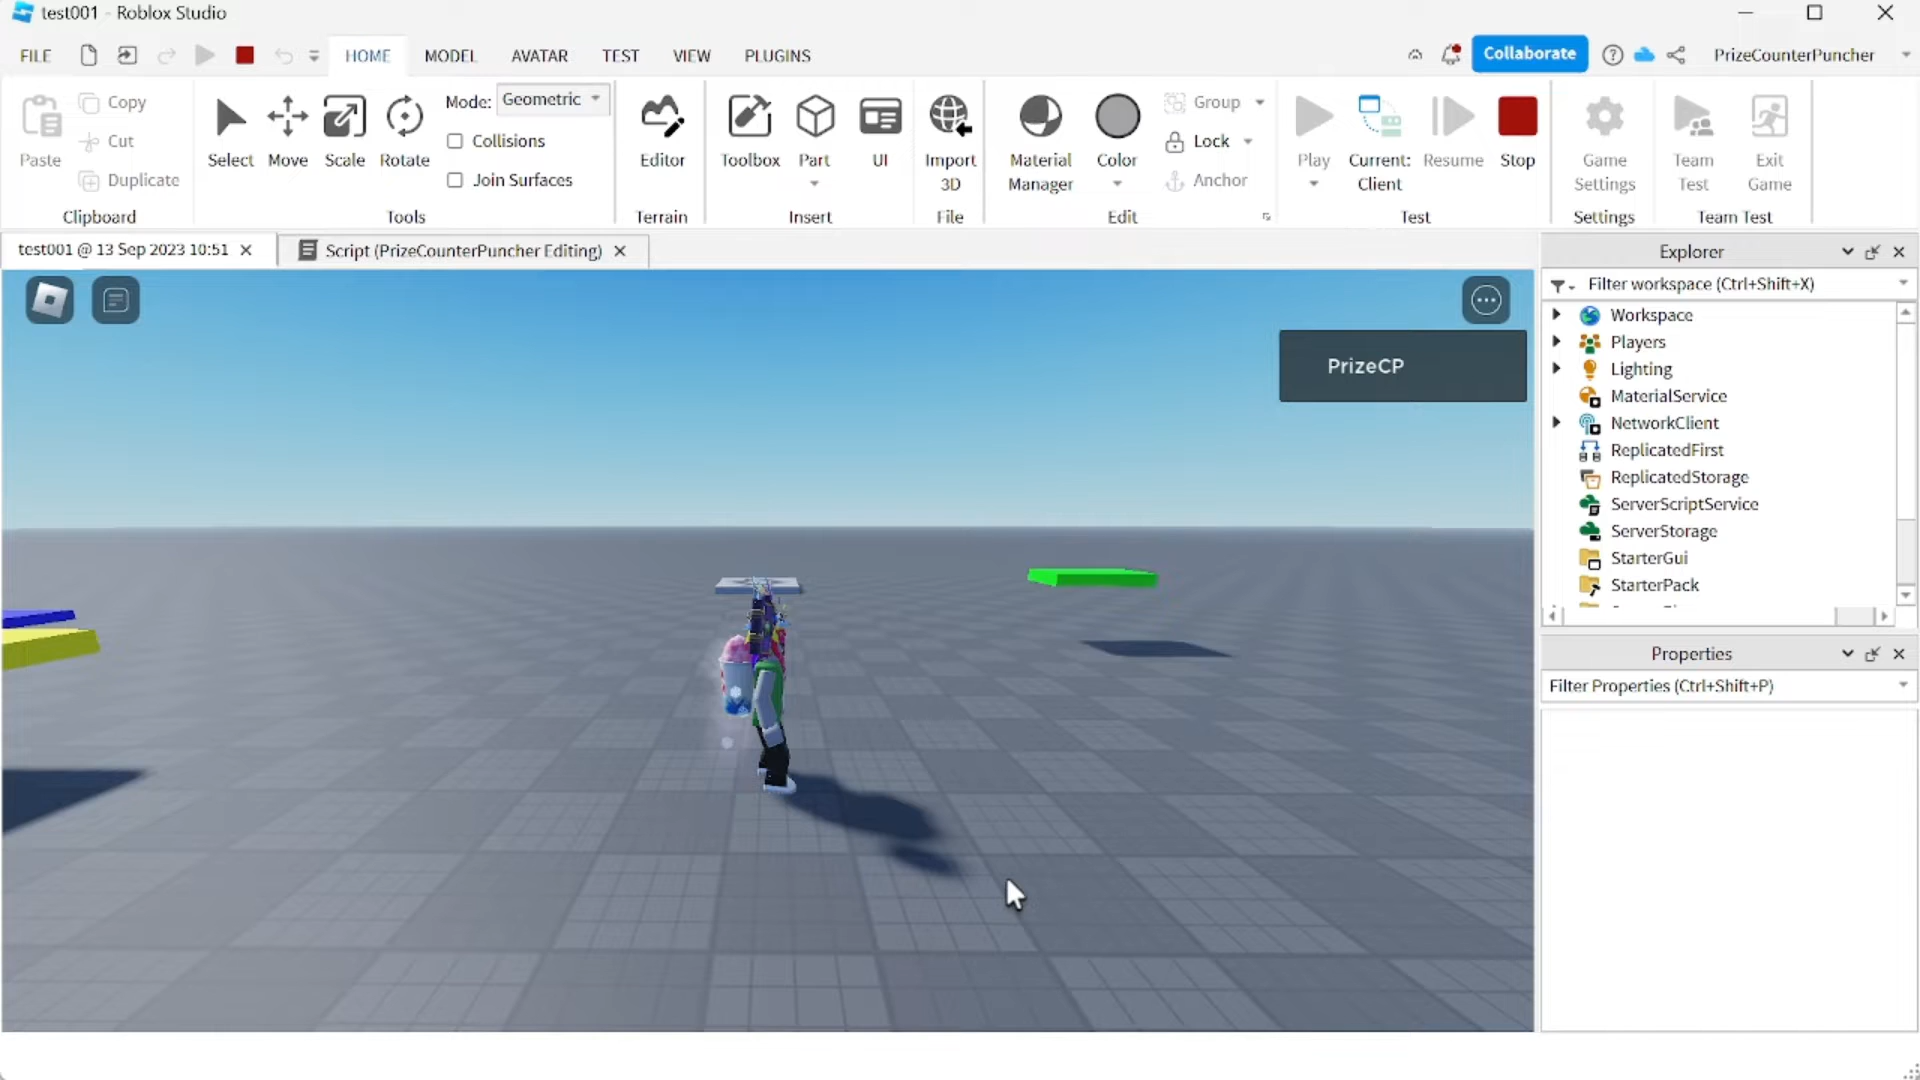 test001 - Roblox Studio
FILE HOME MODEL AVATAR TEST VIEW PLUGINS Collaborate PrizeCounterPuncher
Paste
Copy
Cut
Duplicate
Clipboard
Select Move Scale Rotate
Mode: Geometric
Collisions
Join Surfaces
Tools
Editor
Terrain
Toolbox Part UI
Insert
Import
3D
File
Material
Manager
Color
Group
Lock
Anchor
Edit
Play
Current:
Client
Resume
Stop
Test
Game
Settings
Settings
Team
Test
Exit
Game
Team Test
test001 @ 13 Sep 2023 10:51
Script (PrizeCounterPuncher Editing)
PrizeCP
Explorer
Filter workspace (Ctrl+Shift+X)
Workspace
Players
Lighting
MaterialService
NetworkClient
ReplicatedFirst
ReplicatedStorage
ServerScriptService
ServerStorage
StarterGui
StarterPack
Properties
Filter Properties (Ctrl+Shift+P)